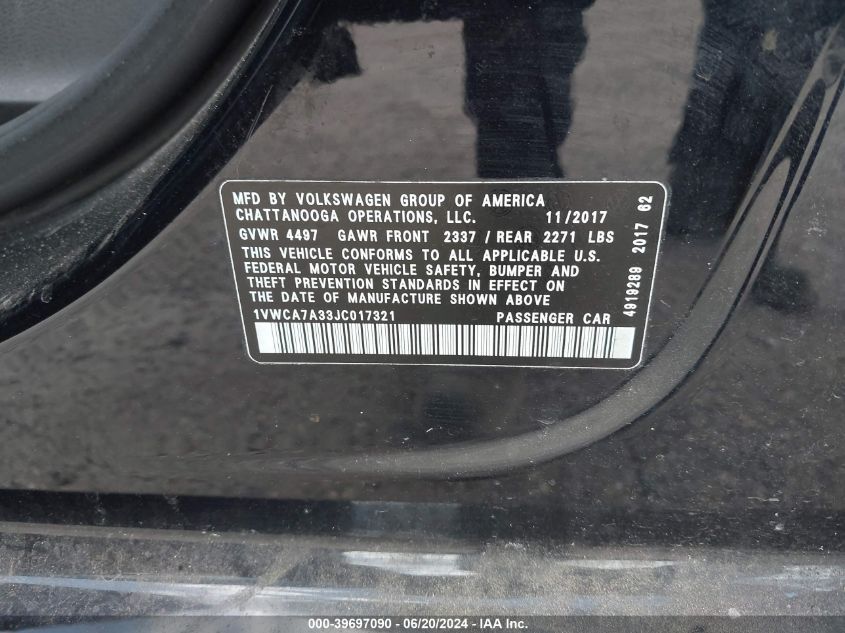 MFD BY VOLKSWAGEN GROUP OF AMERICA
CHATTANOOGA OPERATIONS, LLC. 11/2017
GVWR 4497 GAWR FRONT 2337 / REAR 2271 LBS
THIS VEHICLE CONFORMS TO ALL APPLICABLE U.S.
FEDERAL MOTOR VEHICLE SAFETY, BUMPER AND
THEFT PREVENTION STANDARDS IN EFFECT ON
THE DATE OF MANUFACTURE SHOWN ABOVE
1VWCA7A33JC017321 PASSENGER CAR
4919289 2017 62
000-39697090 - 06/20/2024 - IAA Inc.